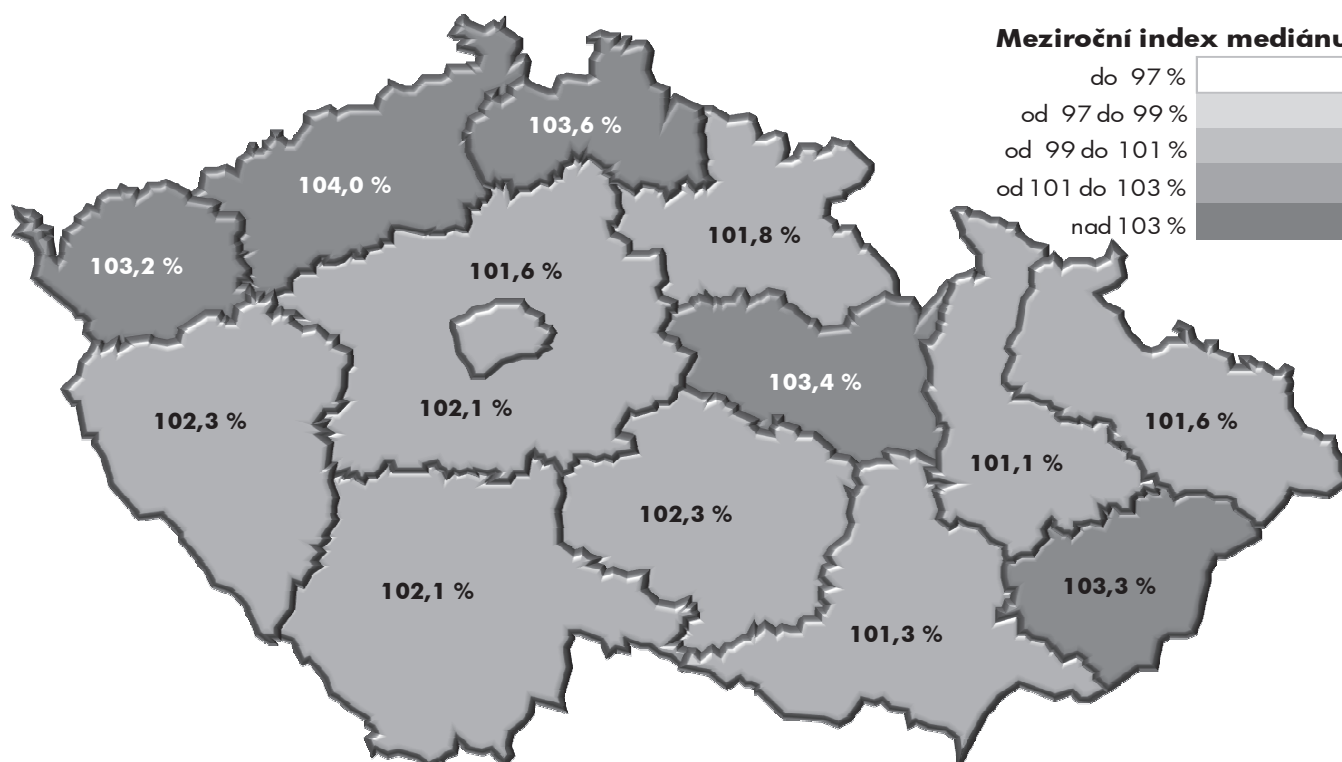 Meziroční index mediánu
do 97 %
od 97 do 99 %
od 99 do 101 %
od 101 do 103 %
nad 103 %
103,6 %
104,0 %
101,8 %
103,2 %
101,6 %
103,4 %
102,1 %
102,3 %
101,6 %
101,1 %
102,3 %
102,1 %
103,3 %
101,3 %